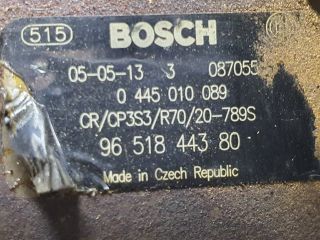 515 BOSCH
05-05-13 3 087055
0 445 010 089
CR/CP3S3/R70/20-789S
96 518 443 80
Made in Czech Republic